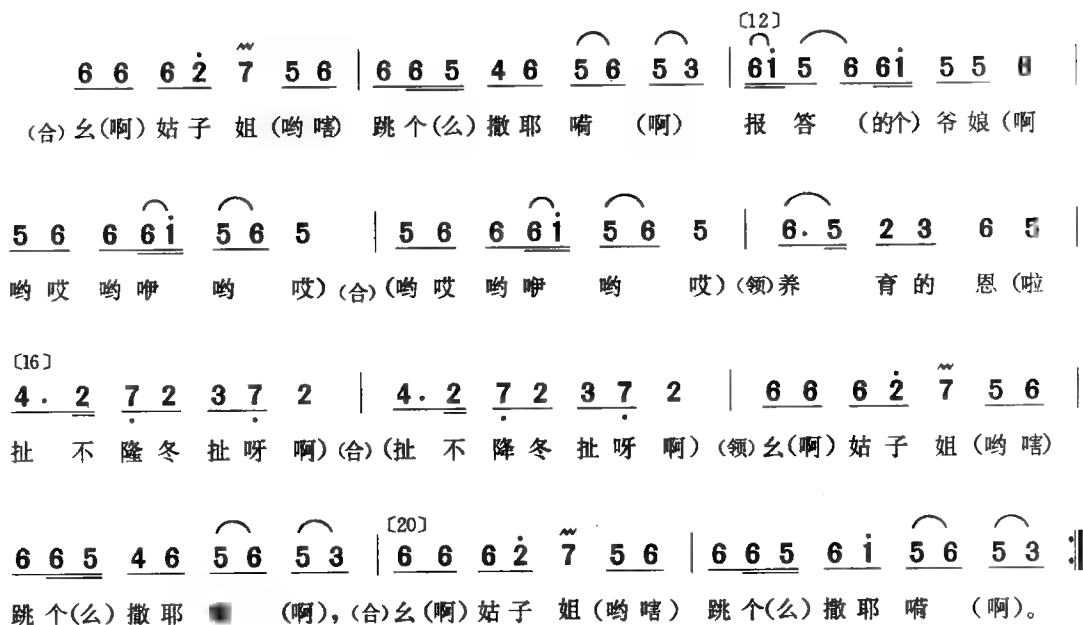 〔12〕
6 6 6 2̇ 7 5 6 | 6 6 5 4 6 5 6 5 3 | 6 1̇ 5 6 6 1̇ 5 5 |
(合) 幺(啊) 姑子 姐 (哟嗐) 跳个(么) 撒耶 嗬 (啊) 报答 (的个) 爷娘 (啊
5 6 6 6 1̇ 5 6 5 | 5 6 6 6 1̇ 5 6 5 | 6. 5 2 3 6 5 |
哟哎 哟咿 哟 哎) (合) (哟哎 哟咿 哟 哎) (领) 养 育的 恩 (啦
〔16〕
4. 2 7̣ 2 3 7̣ 2 | 4. 2 7̣ 2 3 7̣ 2 | 6 6 6 2̇ 7 5 6 |
扯 不 隆冬 扯呀 啊) (合) (扯 不 降冬 扯呀 啊) (领) 幺(啊) 姑子 姐 (哟嗐)
〔20〕
6 6 5 4 6 5 6 5 3 | 6 6 6 2̇ 7 5 6 | 6 6 5 6 1̇ 5 6 5 3 :‖
跳个(么) 撒耶 (啊), (合) 幺(啊) 姑子 姐 (哟嗐) 跳个(么) 撒耶 嗬 (啊)。